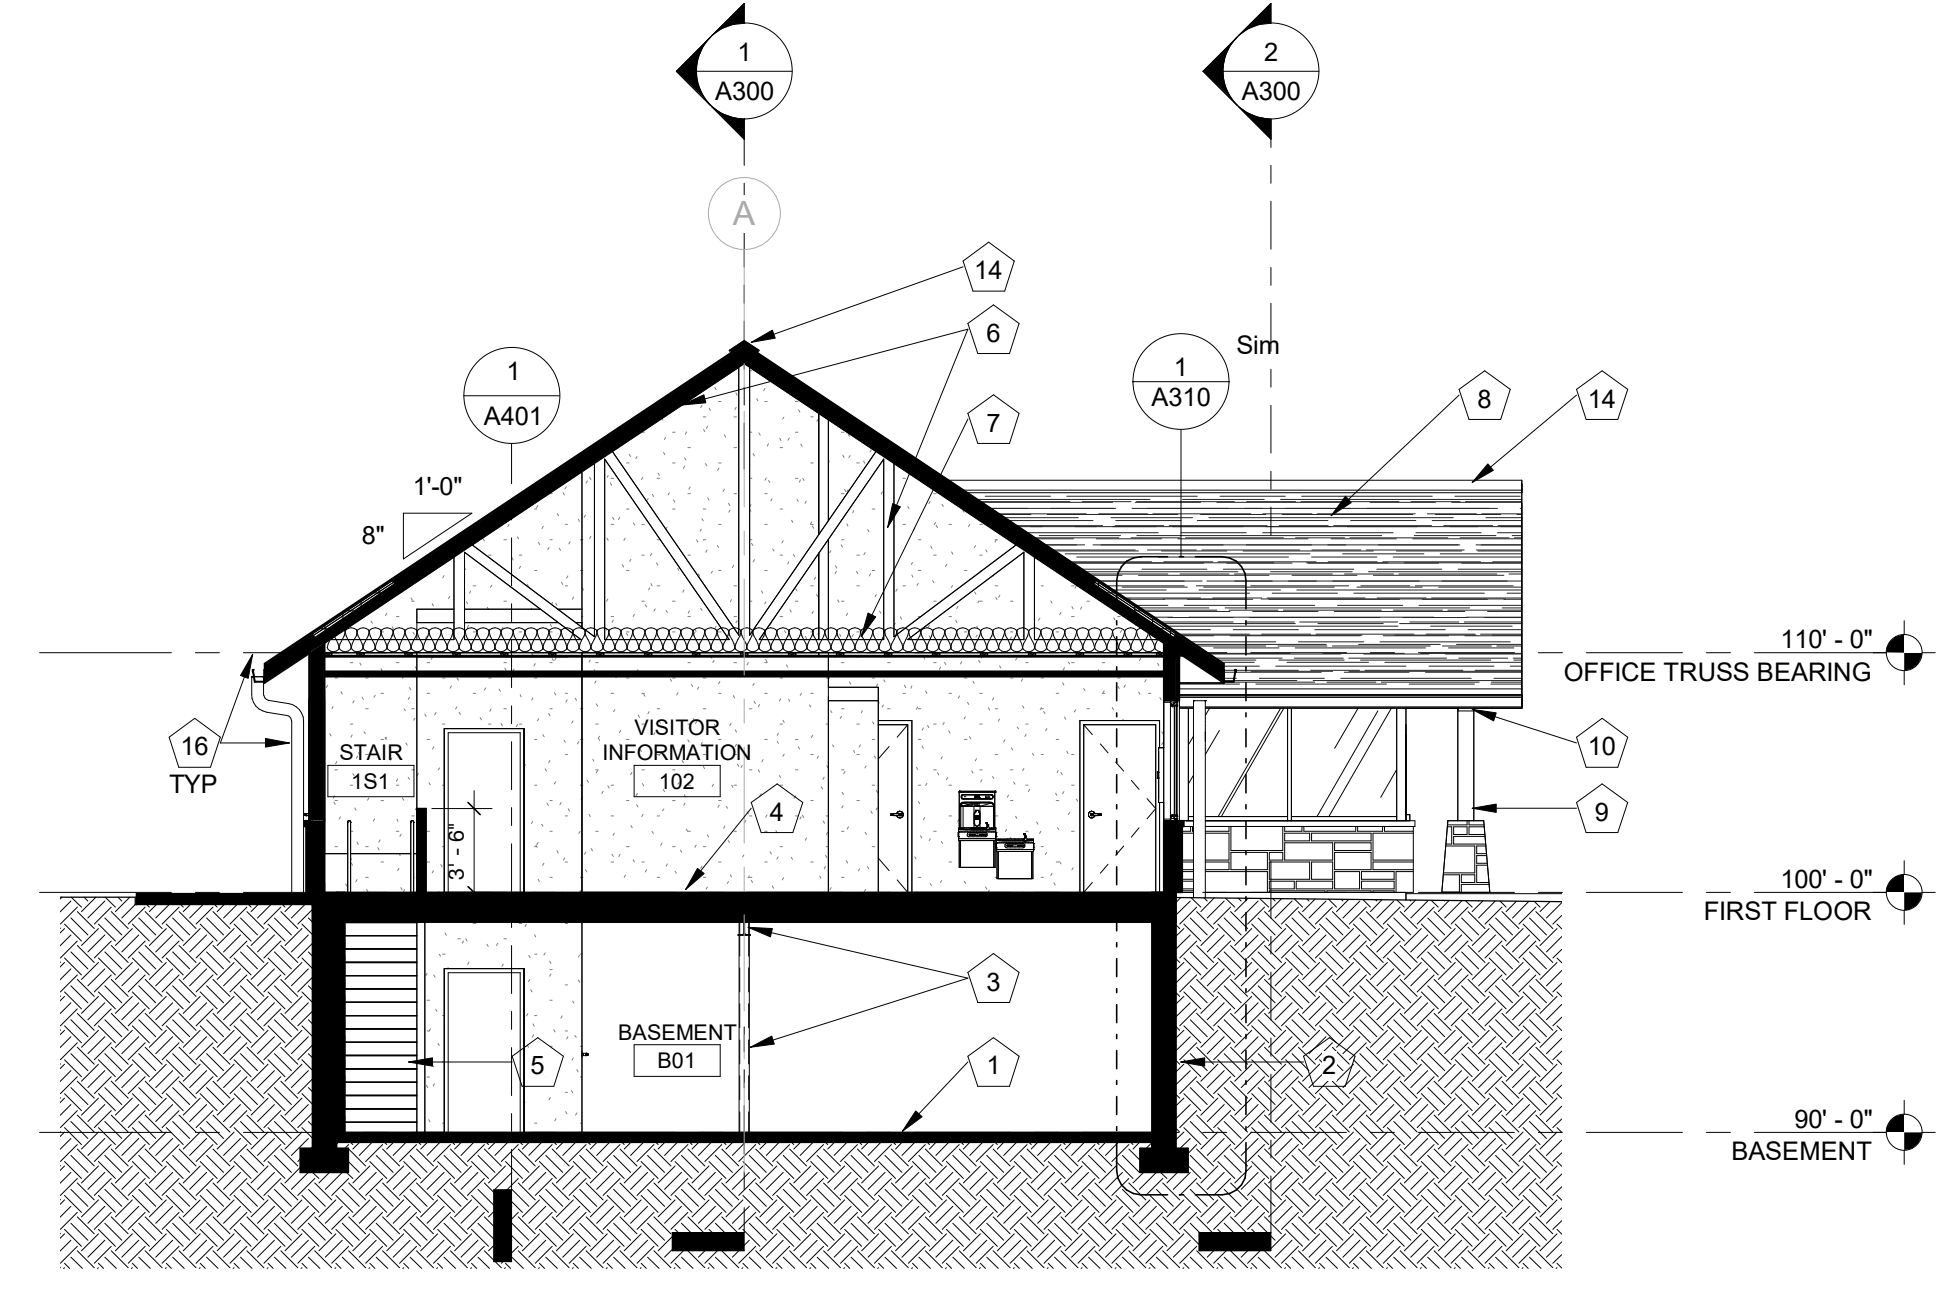 1
A300
2
A300
A
14
6
1
A310
Sim
1
A401
8
14
7
1'-0"
8"
110' - 0"
OFFICE TRUSS BEARING
16
TYP
STAIR
1S1
VISITOR
INFORMATION
102
10
4
9
3' - 6"
100' - 0"
FIRST FLOOR
3
BASEMENT
B01
5
1
2
90' - 0"
BASEMENT